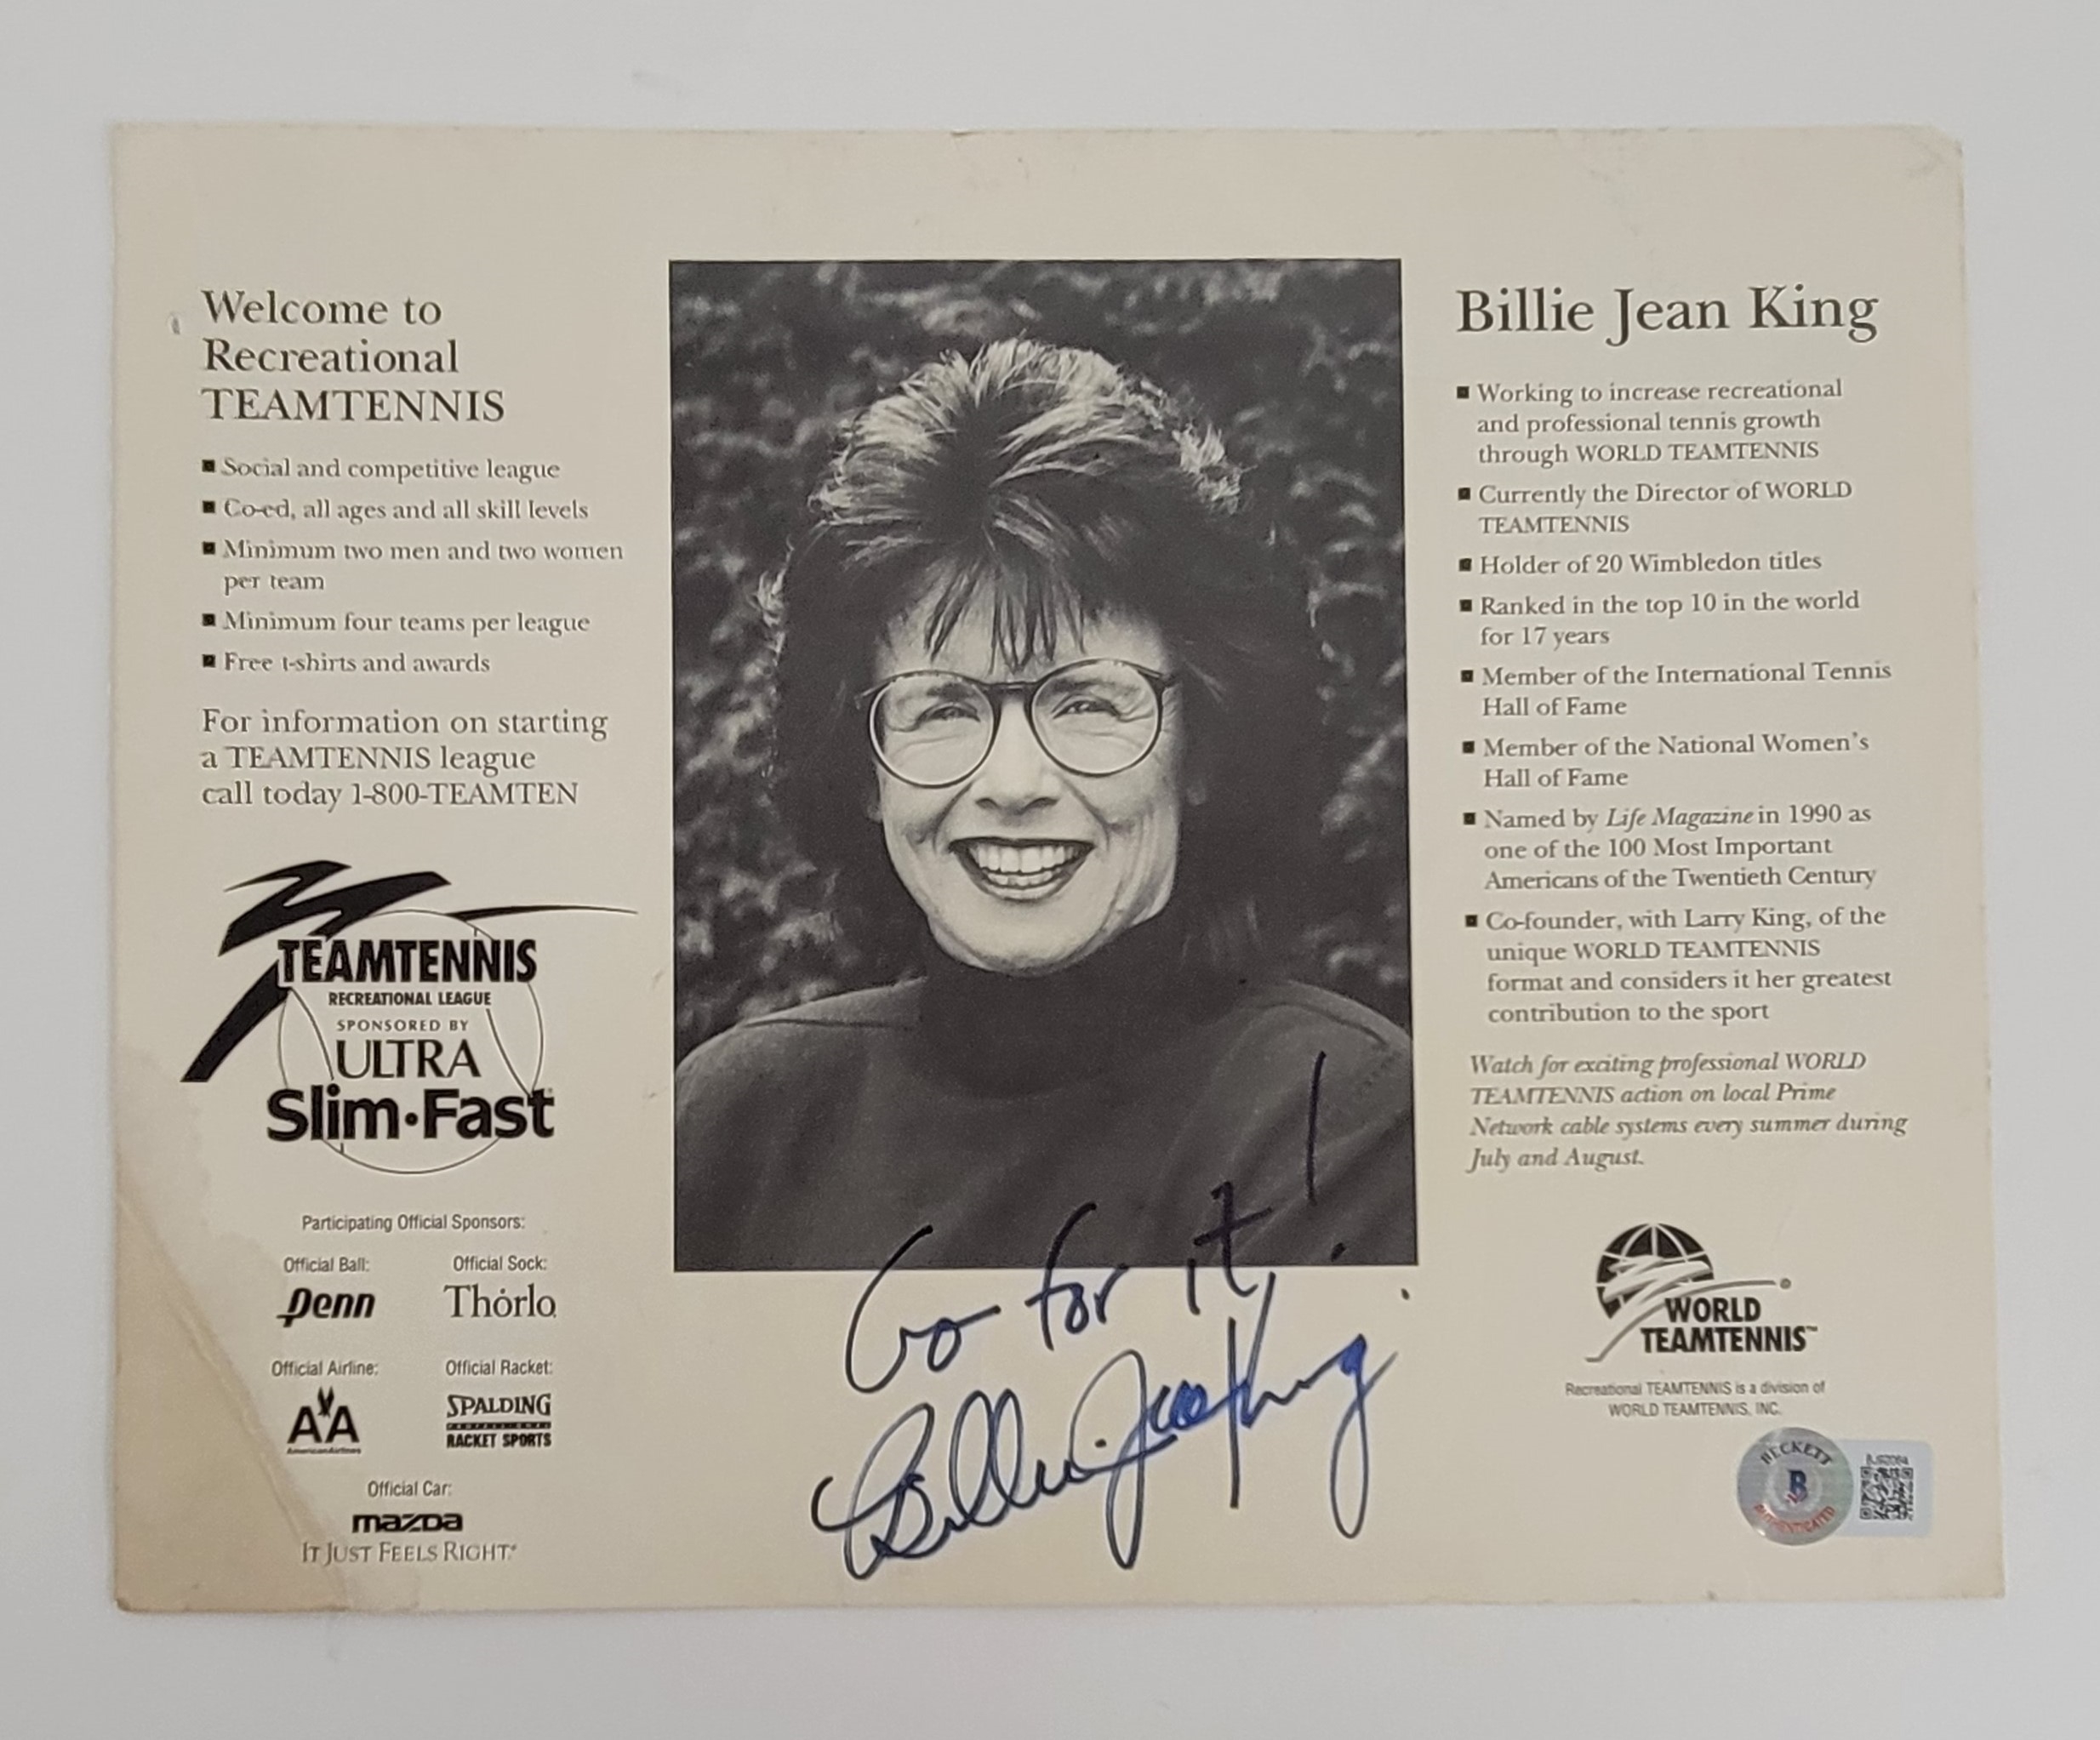 Welcome to
Recreational
TEAMTENNIS
Social and competitive league
Co-ed, all ages and all skill levels
Minimum two men and two women
per team
Minimum four teams per league
Free t-shirts and awards
For information on starting
a TEAMTENNIS league
call today 1-800-TEAMTEN
TEAMTENNIS
RECREATIONAL LEAGUE
SPONSORED BY
ULTRA
Slim•Fast
Participating Official Sponsors:
Official Ball:
Penn
Official Sock:
Thorlo
Official Airline:
AA
AmericanAirlines
Official Racket:
SPALDING
PROFESSIONAL
RACKET SPORTS
Official Car:
mazda
IT JUST FEELS RIGHT.®
Go for it!
Billie Jean King
Billie Jean King
Working to increase recreational
and professional tennis growth
through WORLD TEAMTENNIS
Currently the Director of WORLD
TEAMTENNIS
Holder of 20 Wimbledon titles
Ranked in the top 10 in the world
for 17 years
Member of the International Tennis
Hall of Fame
Member of the National Women's
Hall of Fame
Named by Life Magazine in 1990 as
one of the 100 Most Important
Americans of the Twentieth Century
Co-founder, with Larry King, of the
unique WORLD TEAMTENNIS
format and considers it her greatest
contribution to the sport
Watch for exciting professional WORLD
TEAMTENNIS action on local Prime
Network cable systems every summer during
July and August.
WORLD
TEAMTENNIS™
Recreational TEAMTENNIS is a division of
WORLD TEAMTENNIS, INC.
BECKETT
B
AUTHENTICATED